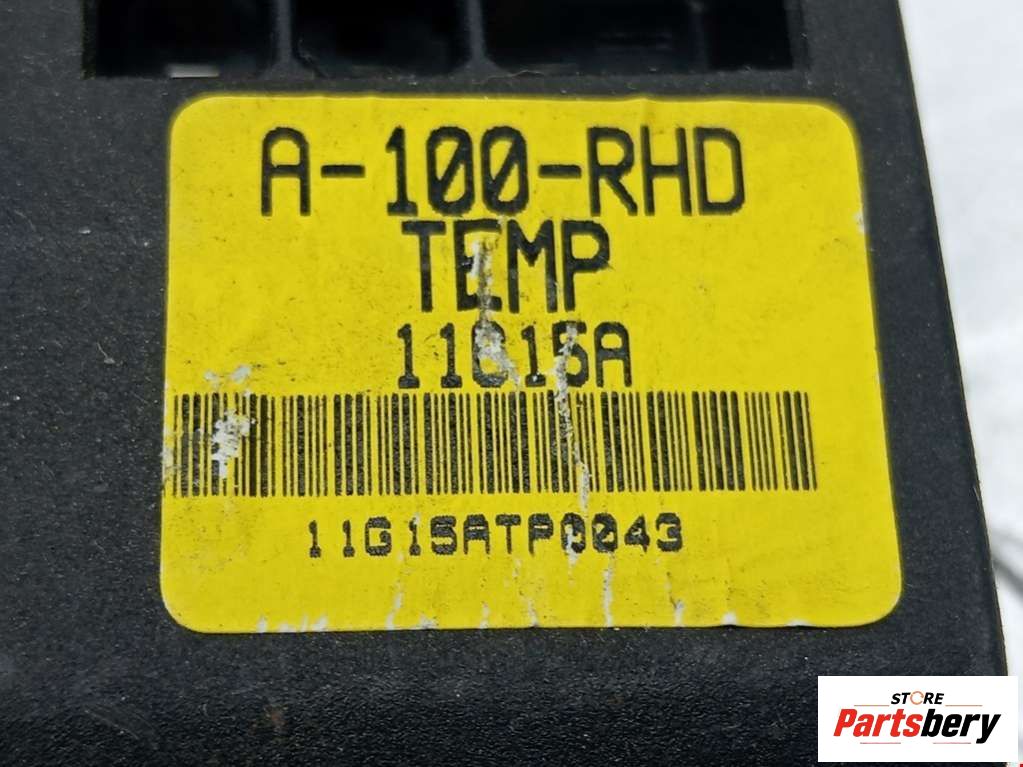 A-100-RHD
TEMP
11G15A
11G15ATP0043
STORE
Partsbery